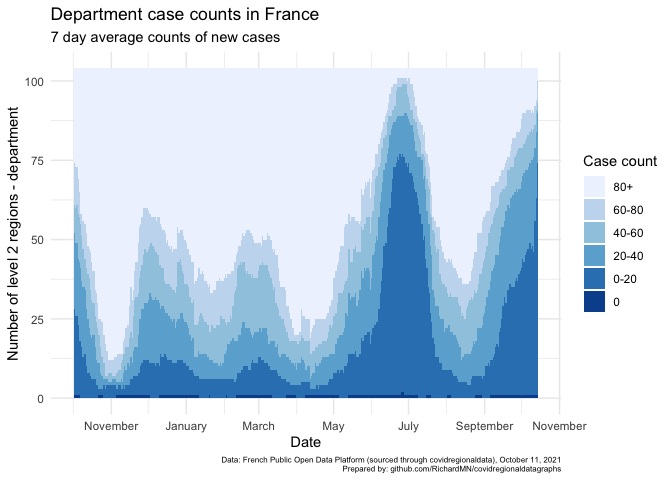 Department case counts in France
7 day average counts of new cases
Number of level 2 regions - department
100
75
50
25
0
November
January
March
May
July
September
November
Date
Case count
80+
60-80
40-60
20-40
0-20
0
Data: French Public Open Data Platform (sourced through covidregionaldata), October 11, 2021
Prepared by: github.com/RichardMN/covidregionaldatagraphs